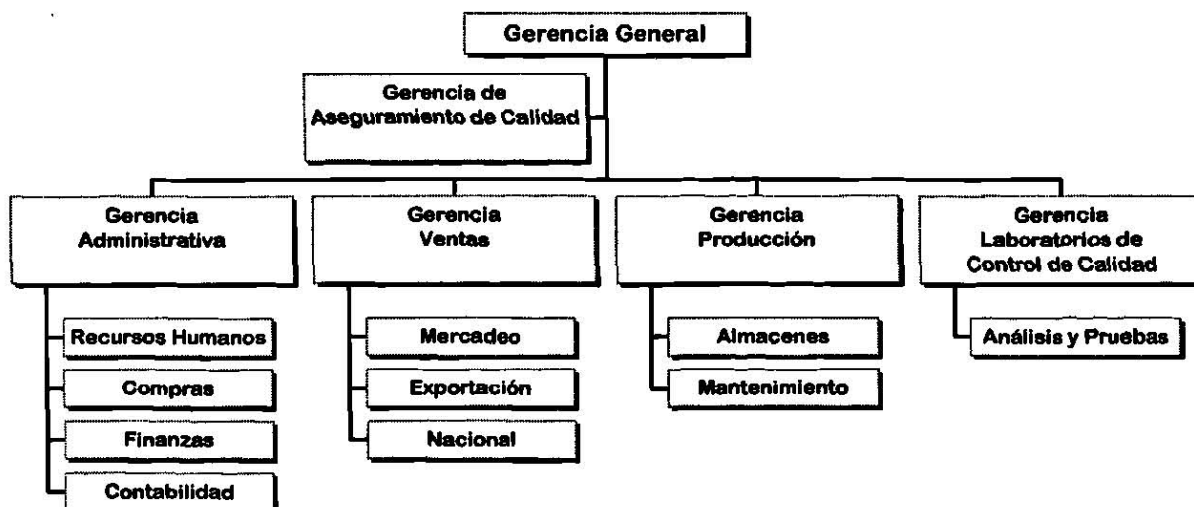 Gerencia General
Gerencia de
Aseguramiento de Calidad
Gerencia
Administrativa
Gerencia
Ventas
Gerencia
Producción
Gerencia
Laboratorios de
Control de Calidad
Recursos Humanos
Compras
Finanzas
Contabilidad
Mercadeo
Exportación
Nacional
Almacenes
Mantenimiento
Análisis y Pruebas